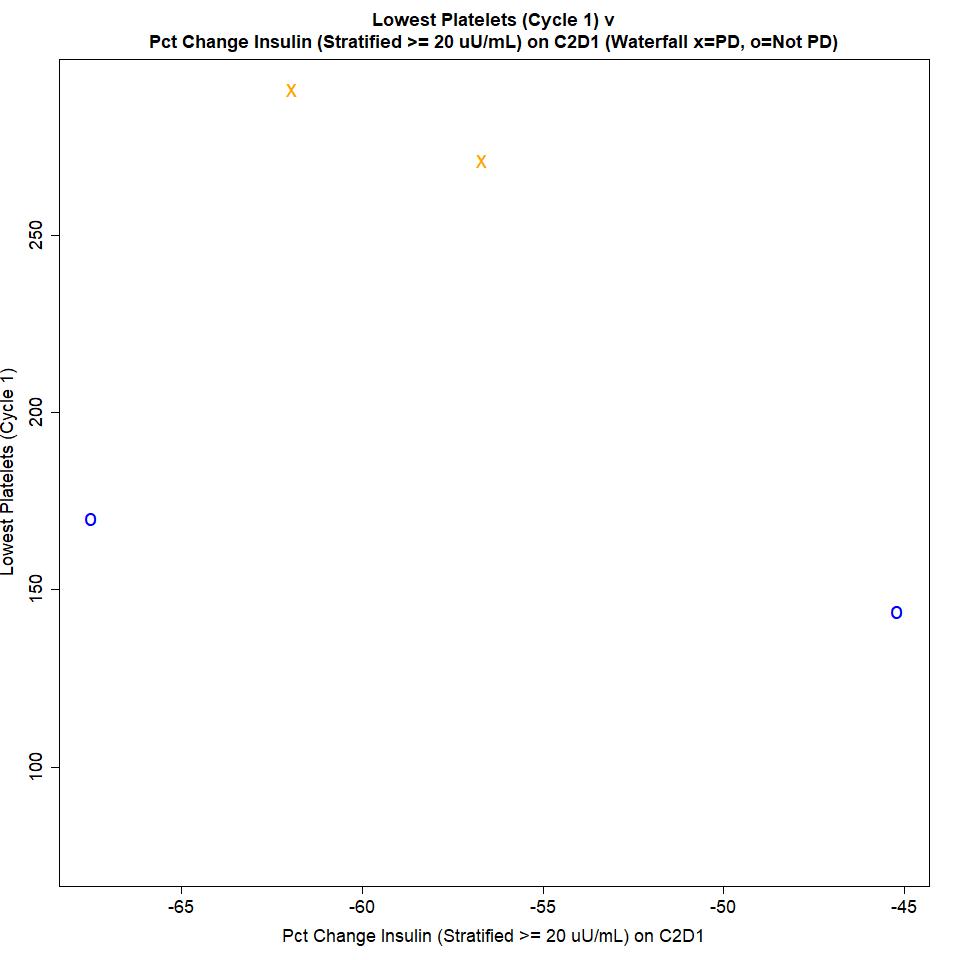 Lowest Platelets (Cycle 1) v
Pct Change Insulin (Stratified >= 20 uU/mL) on C2D1 (Waterfall x=PD, o=Not PD)
X
X
O
O
Lowest Platelets (Cycle 1)
250
200
150
100
-65
-60
-55
-50
-45
Pct Change Insulin (Stratified >= 20 uU/mL) on C2D1